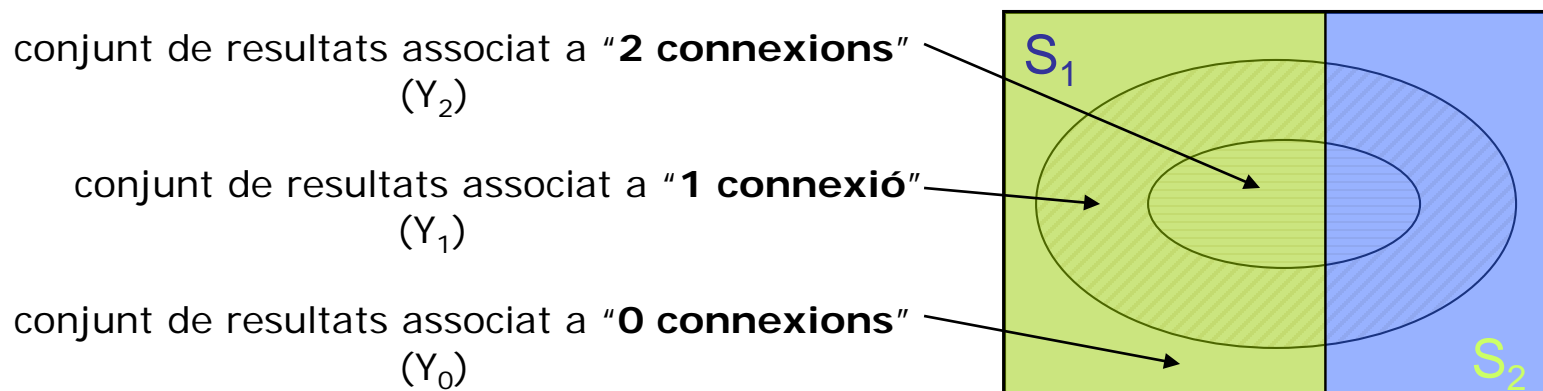 conjunt de resultats associat a “2 connexions”
(Y₂)
conjunt de resultats associat a “1 connexió”
(Y₁)
conjunt de resultats associat a “0 connexions”
(Y₀)
S₁
S₂